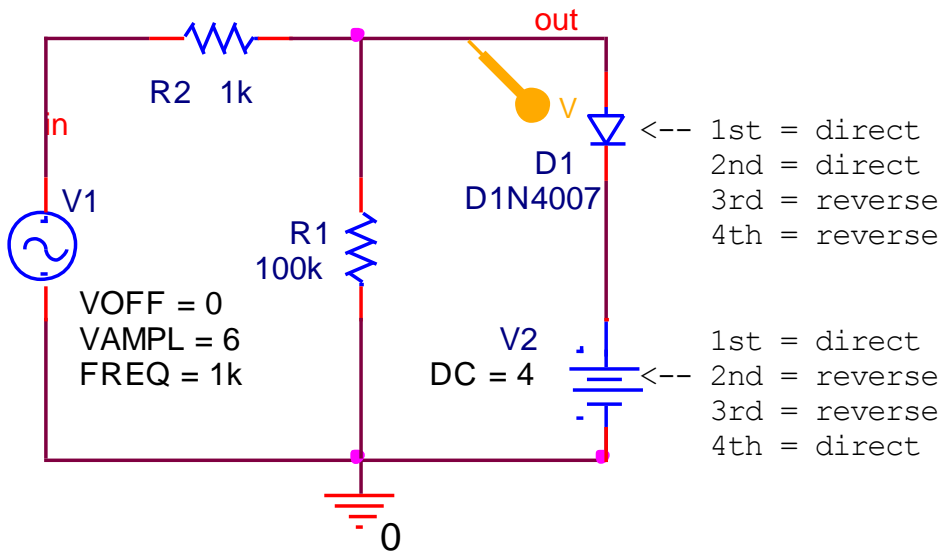 out
R2 1k
in
V
<-- 1st = direct
2nd = direct
3rd = reverse
4th = reverse
D1
D1N4007
V1
R1
100k
VOFF = 0
VAMPL = 6
FREQ = 1k
V2
DC = 4
1st = direct
<-- 2nd = reverse
3rd = reverse
4th = direct
0